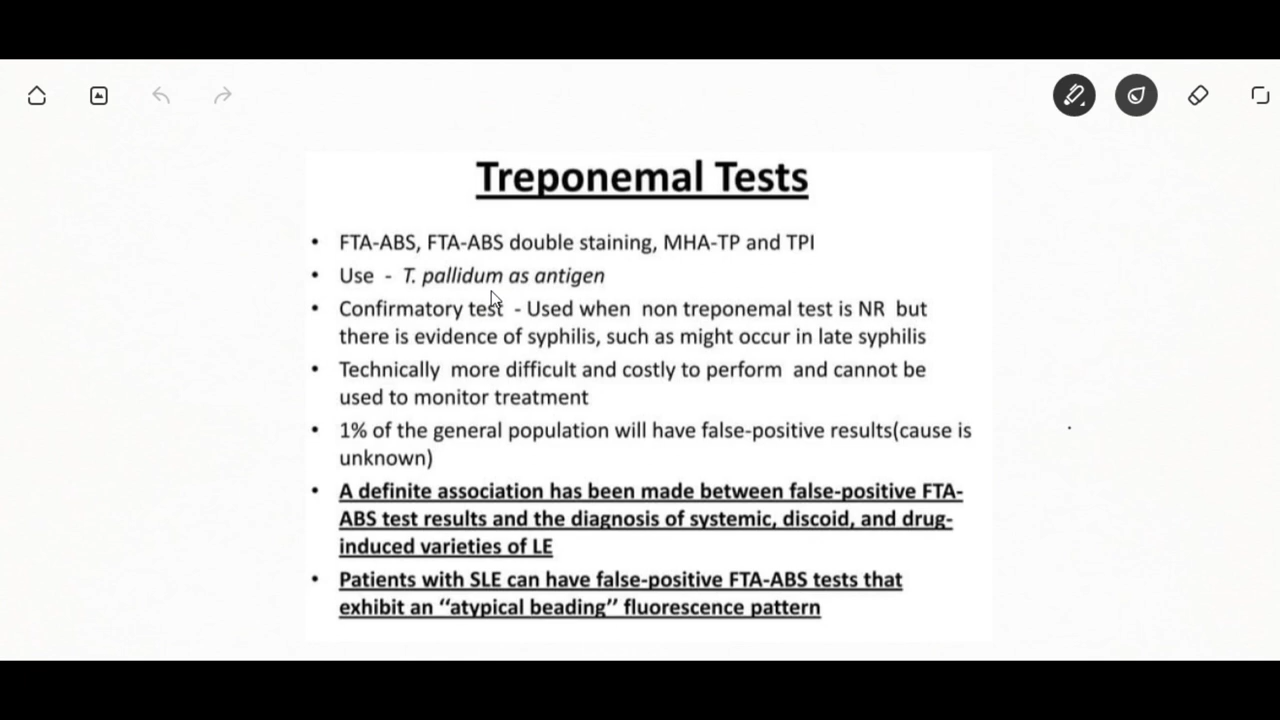 Treponemal Tests
• FTA-ABS, FTA-ABS double staining, MHA-TP and TPI
• Use - T. pallidum as antigen
• Confirmatory test - Used when non treponemal test is NR but
there is evidence of syphilis, such as might occur in late syphilis
• Technically more difficult and costly to perform and cannot be
used to monitor treatment
• 1% of the general population will have false-positive results(cause is
unknown)
• A definite association has been made between false-positive FTA-
ABS test results and the diagnosis of systemic, discoid, and drug-
induced varieties of LE
• Patients with SLE can have false-positive FTA-ABS tests that
exhibit an ‘‘atypical beading’’ fluorescence pattern